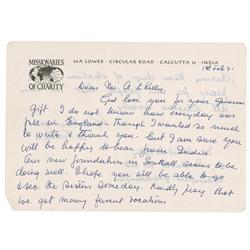 MISSIONARIES
OF CHARITY
54A LOWER · CIRCULAR ROAD · CALCUTTA 16 · INDIA
Feb 7
Dear Mr. A
God love you for your generous
gift. I do not know how everyday was
full in England – though I wanted so much
to write & thank you – but I am sure you
will be happy to hear from India.
Our new foundation in Southall seems to be
doing well. I hope you will be able to go
& see the Sisters someday. Kindly pray that
we get many fervent vocations